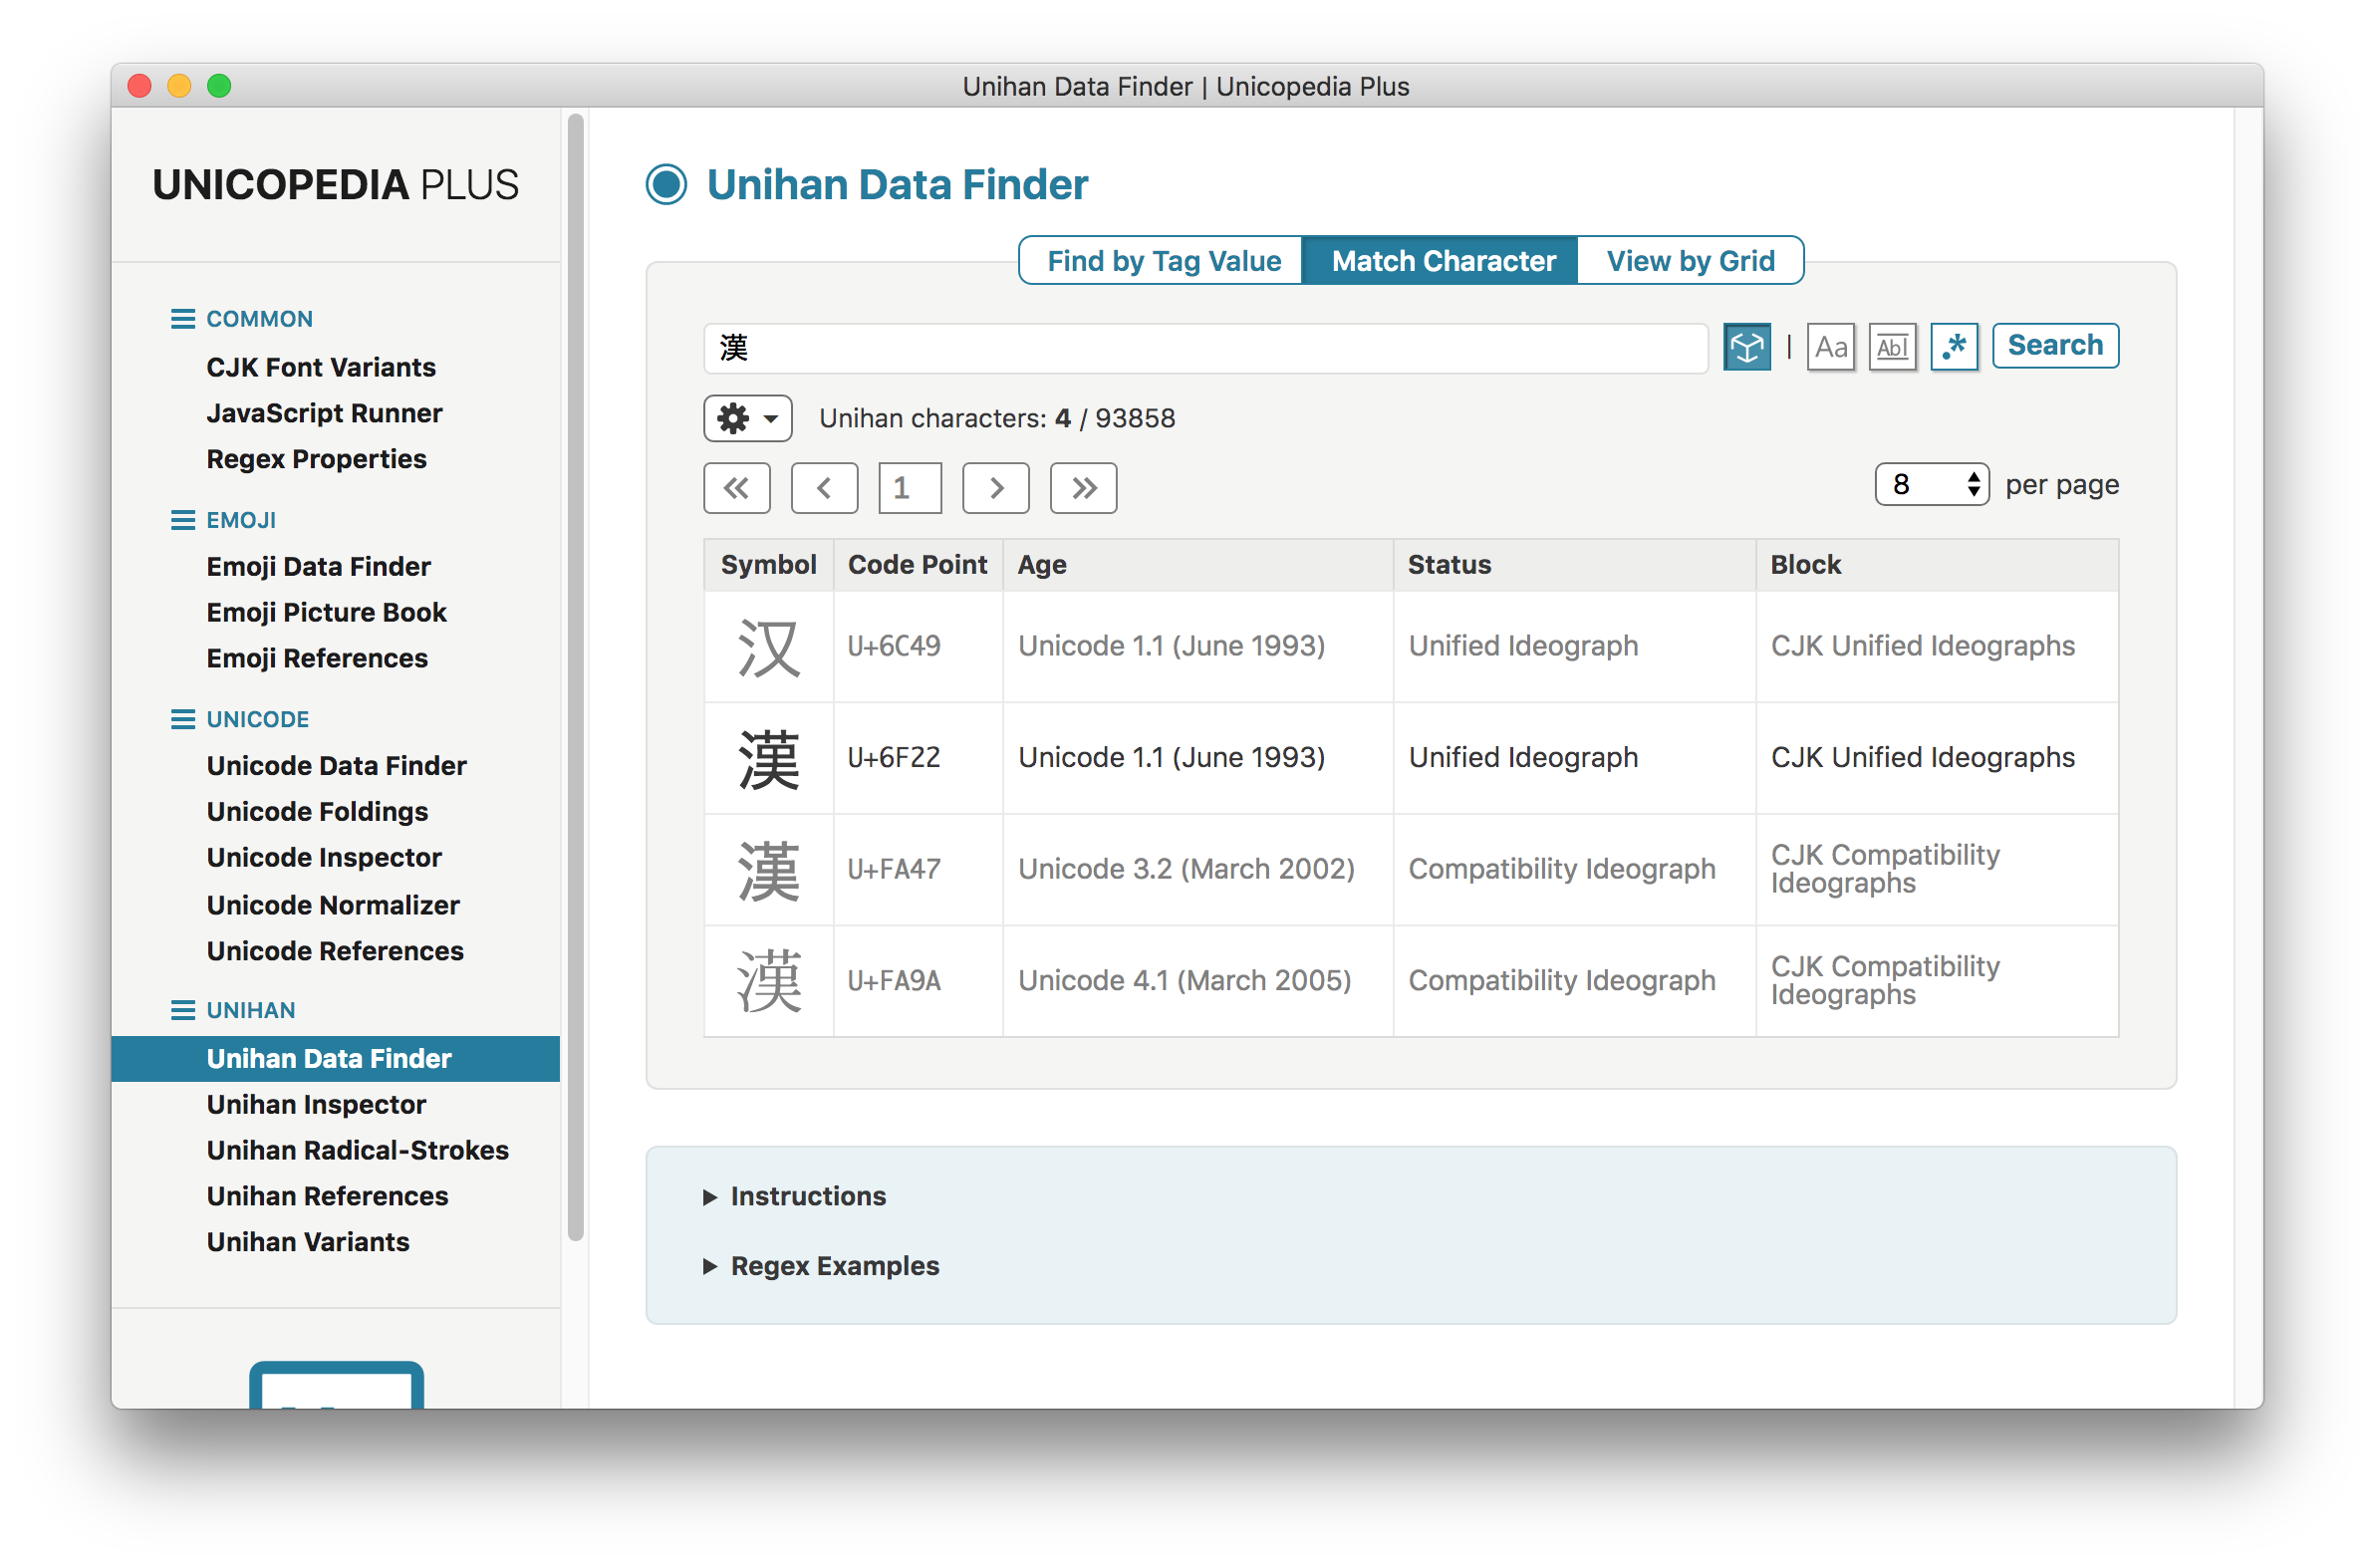 Unihan Data Finder | Unicopedia Plus
UNICOPEDIA PLUS
COMMON
CJK Font Variants
JavaScript Runner
Regex Properties
EMOJI
Emoji Data Finder
Emoji Picture Book
Emoji References
UNICODE
Unicode Data Finder
Unicode Foldings
Unicode Inspector
Unicode Normalizer
Unicode References
UNIHAN
Unihan Data Finder
Unihan Inspector
Unihan Radical-Strokes
Unihan References
Unihan Variants
Unihan Data Finder
Find by Tag Value Match Character View by Grid
漢 | Aa Ab| .* Search
Unihan characters: 4 / 93858
« ‹ 1 › » 8 per page
Symbol Code Point Age Status Block
汉 U+6C49 Unicode 1.1 (June 1993) Unified Ideograph CJK Unified Ideographs
漢 U+6F22 Unicode 1.1 (June 1993) Unified Ideograph CJK Unified Ideographs
漢 U+FA47 Unicode 3.2 (March 2002) Compatibility Ideograph CJK Compatibility
Ideographs
漢 U+FA9A Unicode 4.1 (March 2005) Compatibility Ideograph CJK Compatibility
Ideographs
Instructions
Regex Examples